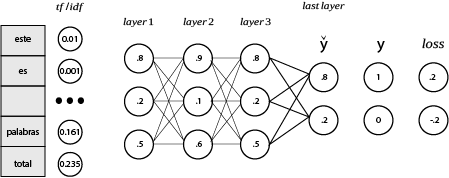 tf/idf
este 0.01
es 0.001
palabras 0.161
total 0.235
layer 1 layer 2 layer 3 last layer
.8 .9 .8
.2 .1 .2
.5 .6 .5
y̌ y loss
.8 1 .2
.2 0 -.2